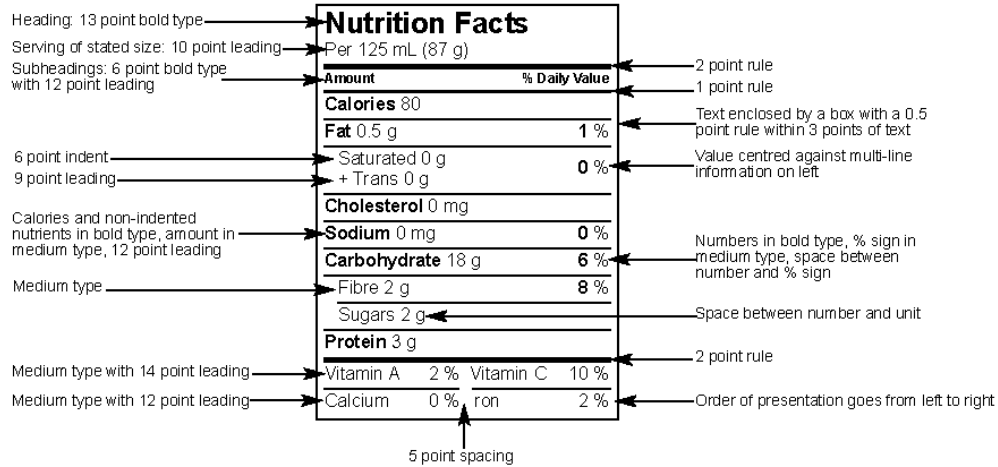 Heading: 13 point bold type
Serving of stated size: 10 point leading
Subheadings: 6 point bold type
with 12 point leading
6 point indent
9 point leading
Calories and non-indented
nutrients in bold type, amount in
medium type, 12 point leading
Medium type
Medium type with 14 point leading
Medium type with 12 point leading
Nutrition Facts
Per 125 mL (87 g)
Amount % Daily Value
Calories 80
Fat 0.5 g 1 %
Saturated 0 g
0 %
+ Trans 0 g
Cholesterol 0 mg
Sodium 0 mg 0 %
Carbohydrate 18 g 6 %
Fibre 2 g 8 %
Sugars 2 g
Protein 3 g
Vitamin A 2 % Vitamin C 10 %
Calcium 0 % ron 2 %
5 point spacing
2 point rule
1 point rule
Text enclosed by a box with a 0.5
point rule within 3 points of text
Value centred against multi-line
information on left
Numbers in bold type, % sign in
medium type, space between
number and % sign
Space between number and unit
2 point rule
Order of presentation goes from left to right